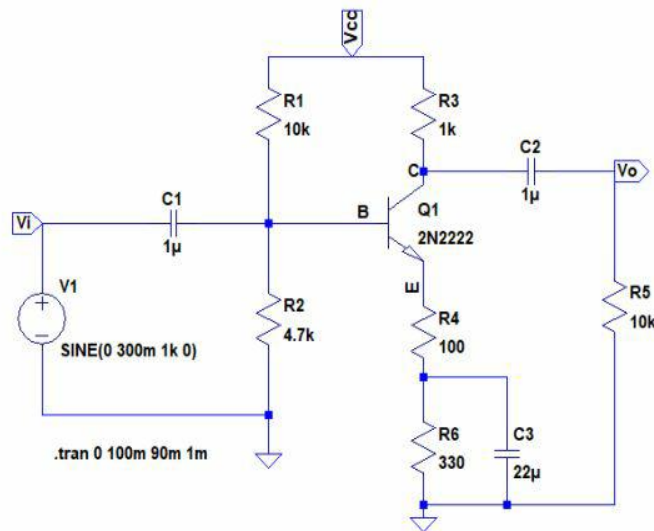 Vcc
R1
10k
R3
1k
C2
1µ
Vo
C
Vi
C1
1µ
B
Q1
2N2222
V1
SINE(0 300m 1k 0)
R2
4.7k
E
R4
100
R5
10k
R6
330
C3
22µ
.tran 0 100m 90m 1m